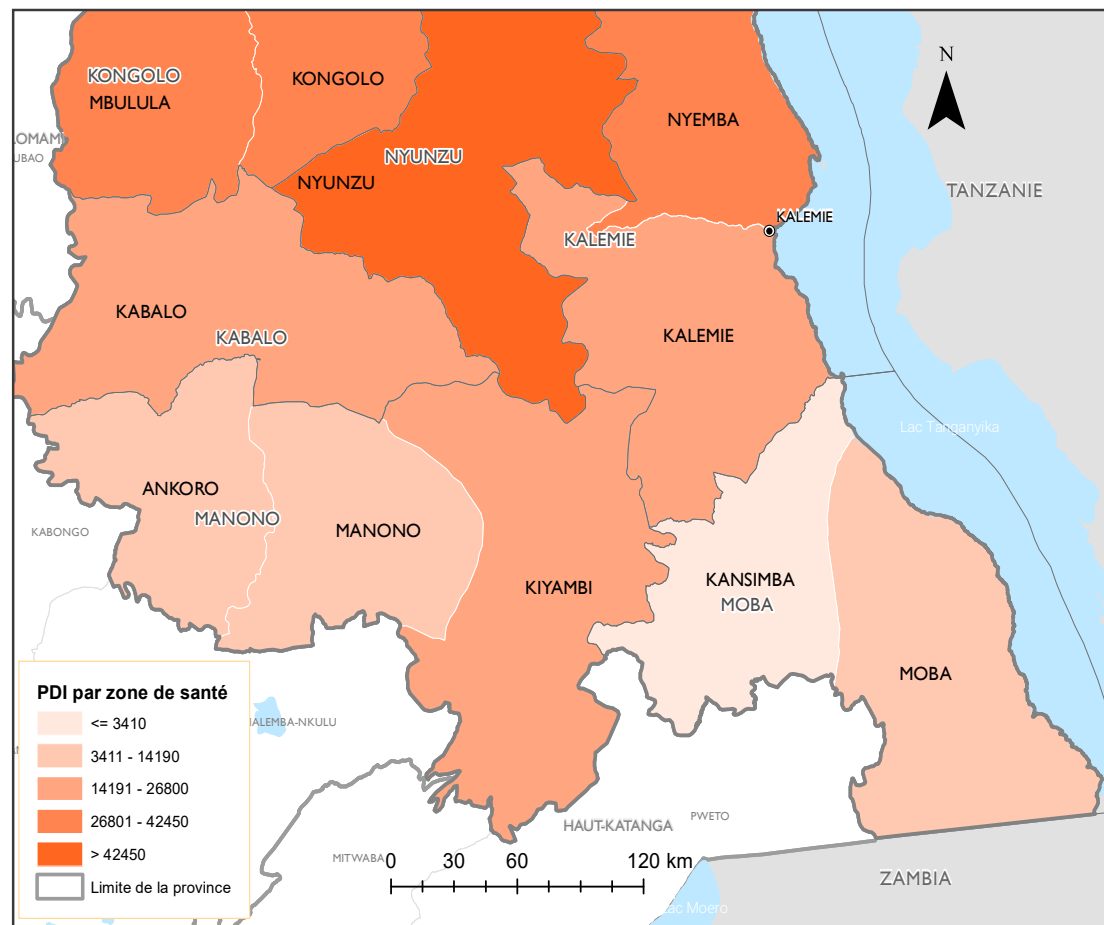 KONGOLO
MBULULA
KONGOLO
NYEMBA
N
UBAO
NYUNZU
NYUNZU
TANZANIE
KALEMIE
KALEMIE
KABALO
KABALO
KALEMIE
Lac Tanganyika
ANKORO
MANONO
MANONO
KABONGO
KIYAMBI
KANSIMBA
MOBA
MOBA
PDI par zone de santé
<= 3410
3411 - 14190
14191 - 26800
26801 - 42450
> 42450
Limite de la province
ALEMBA-NKULU
HAUT-KATANGA
PWETO
MITWABA
0 30 60 120 km
ZAMBIA
Lac Moero